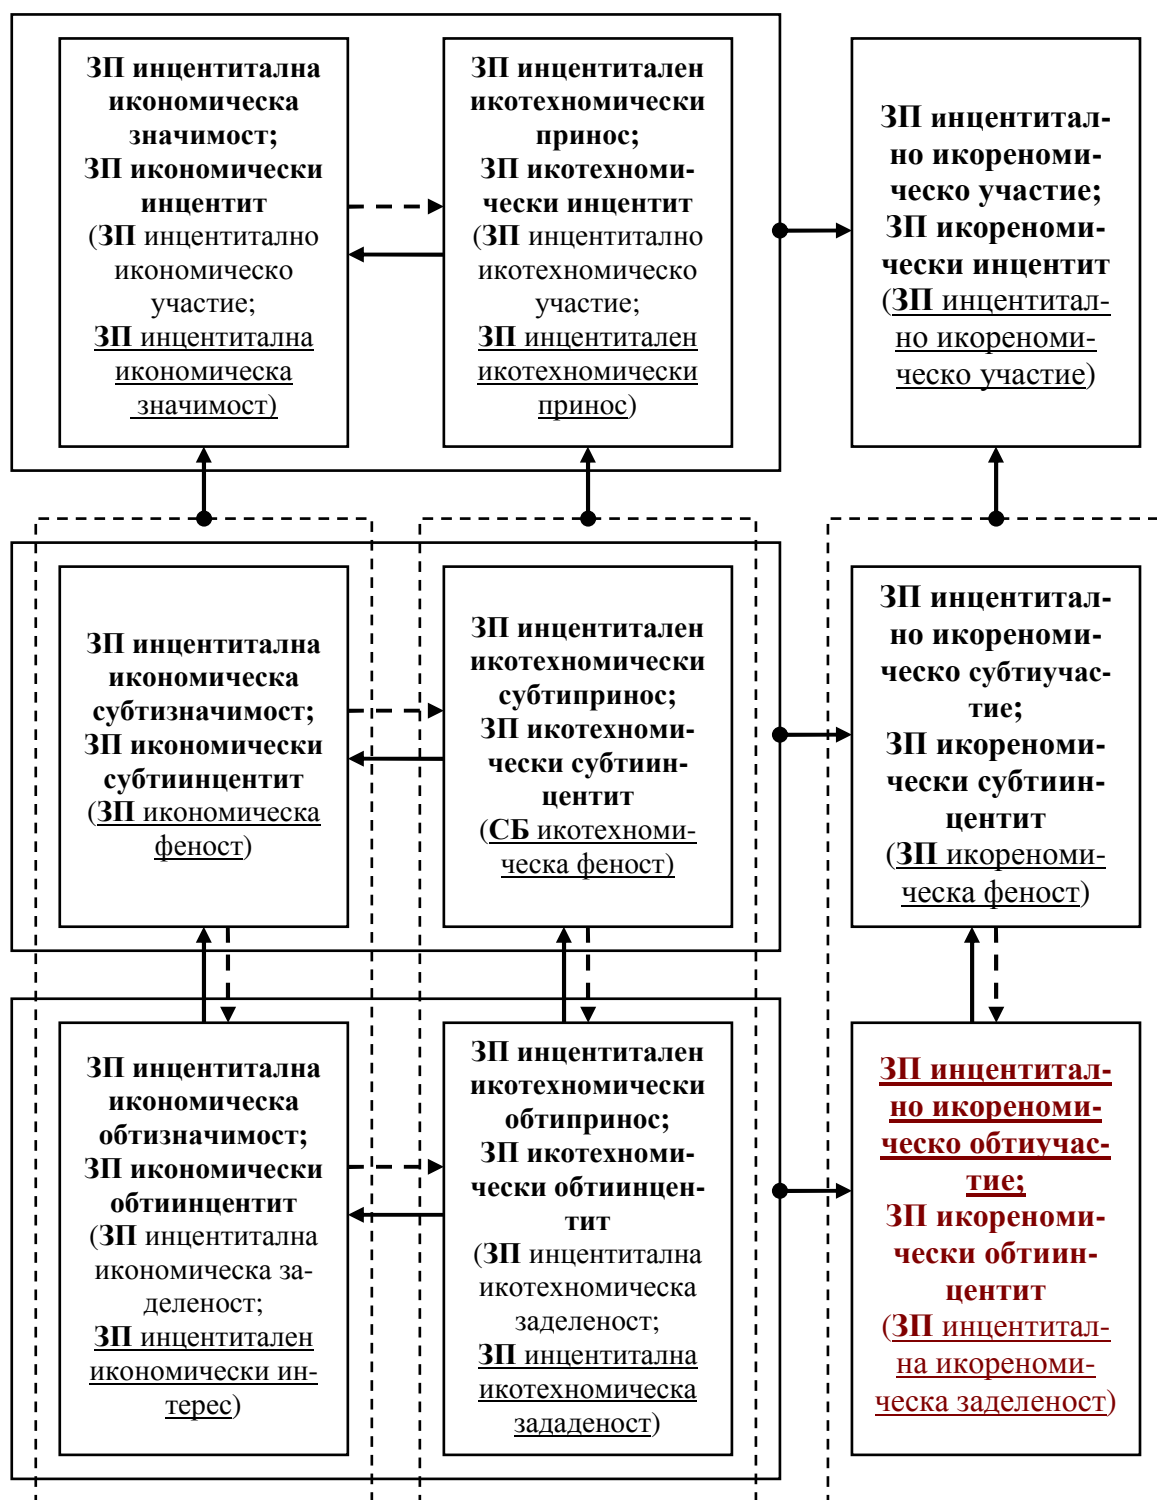 ЗП инцентитална
икономическа
значимост;
ЗП икономически
инцентит
(ЗП инцентитално
икономическо
участие;
ЗП инцентитална
икономическа
значимост)
ЗП инцентитален
икотехномически
принос;
ЗП икотехноми-
чески инцентит
(ЗП инцентитално
икотехномическо
участие;
ЗП инцентитален
икотехномически
принос)
ЗП инцентитал-
но икореноми-
ческо участие;
ЗП икореноми-
чески инцентит
(ЗП инцентитал-
но икореноми-
ческо участие)
ЗП инцентитална
икономическа
субтизначимост;
ЗП икономически
субтиинцентит
(ЗП икономическа
феност)
ЗП инцентитален
икотехномически
субтипринос;
ЗП икотехноми-
чески субтиин-
центит
(СБ икотехноми-
ческа феност)
ЗП инцентитал-
но икореноми-
ческо субтиучас-
тие;
ЗП икореноми-
чески субтиин-
центит
(ЗП икореноми-
ческа феност)
ЗП инцентитална
икономическа
обтизначимост;
ЗП икономически
обтиинцентит
(ЗП инцентитална
икономическа за-
деленост;
ЗП инцентитален
икономически ин-
терес)
ЗП инцентитален
икотехномически
обтипринос;
ЗП икотехноми-
чески обтиинцен-
тит
(ЗП инцентитална
икотехномическа
заделеност;
ЗП инцентитална
икотехномическа
зададеност)
ЗП инцентитал-
но икореноми-
ческо обтиучас-
тие;
ЗП икореноми-
чески обтиин-
центит
(ЗП инцентитал-
на икореноми-
ческа заделеност)